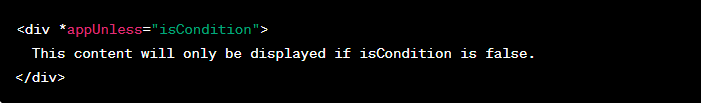 <div *appUnless="isCondition">
  This content will only be displayed if isCondition is false.
</div>